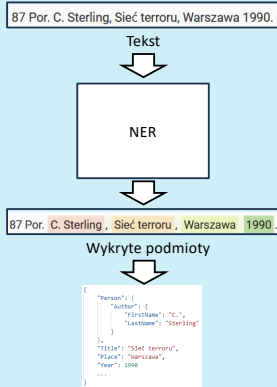 87 Por. C. Sterling, Sieć terroru, Warszawa 1990.
Tekst
NER
87 Por. C. Sterling , Sieć terroru , Warszawa 1990 .
Wykryte podmioty
{
"Person": {
"Author": {
"FirstName": "C.",
"LastName": "Sterling"
}
},
"Title": "Sieć terroru",
"Place": "Warszawa",
"Year": 1990
...
}